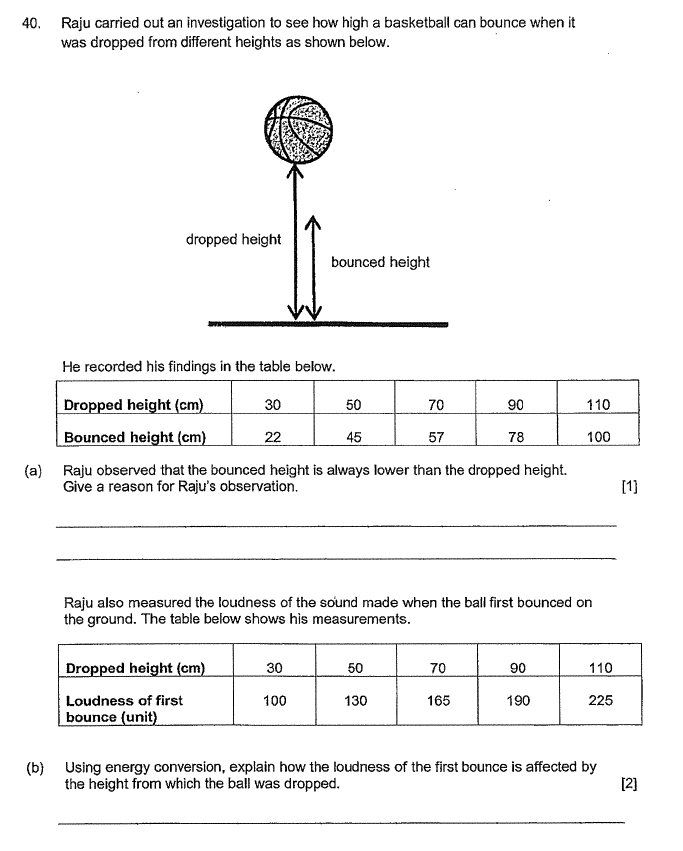 40. Raju carried out an investigation to see how high a basketball can bounce when it
was dropped from different heights as shown below.
dropped height
bounced height
He recorded his findings in the table below.
Dropped height (cm) 30 50 70 90 110
Bounced height (cm) 22 45 57 78 100
(a) Raju observed that the bounced height is always lower than the dropped height.
Give a reason for Raju's observation. [1]
Raju also measured the loudness of the sound made when the ball first bounced on
the ground. The table below shows his measurements.
Dropped height (cm) 30 50 70 90 110
Loudness of first 100 130 165 190 225
bounce (unit)
(b) Using energy conversion, explain how the loudness of the first bounce is affected by
the height from which the ball was dropped. [2]